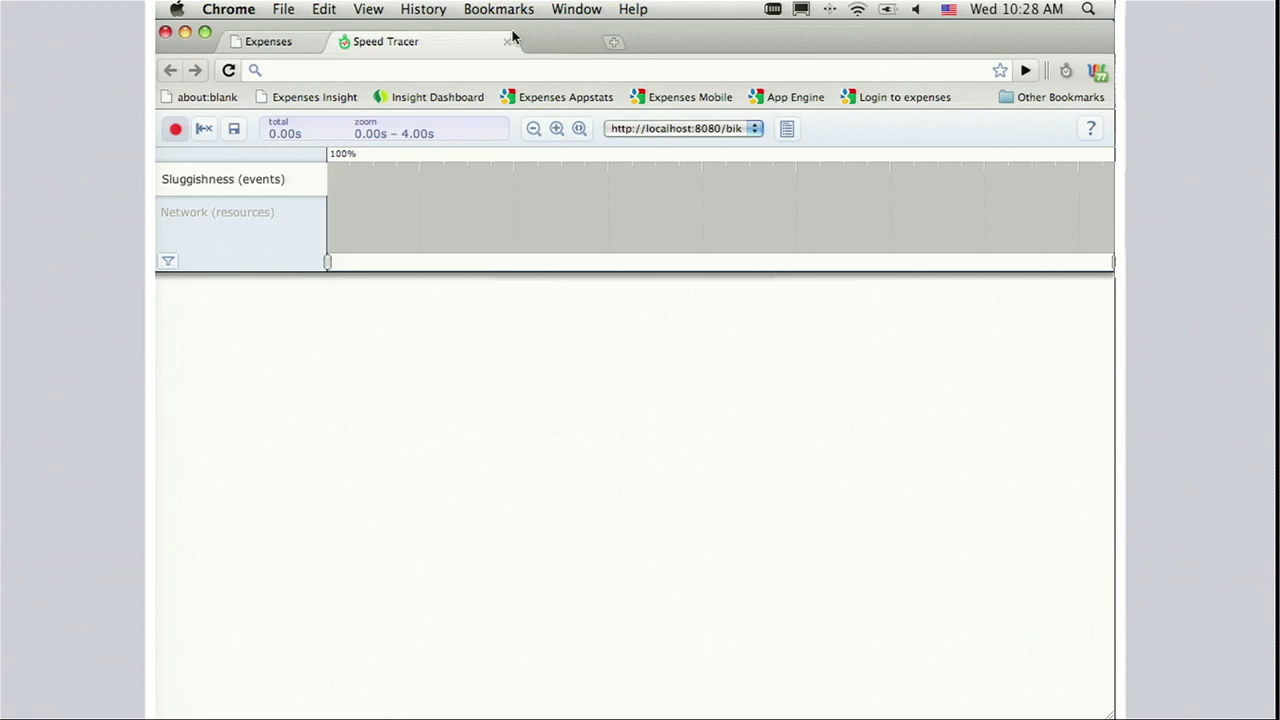 Chrome File Edit View History Bookmarks Window Help Wed 10:28 AM
Expenses Speed Tracer
about:blank Expenses Insight Insight Dashboard Expenses Appstats Expenses Mobile App Engine Login to expenses Other Bookmarks
total zoom
0.00s 0.00s – 4.00s http://localhost:8080/bik ?
100%
Sluggishness (events)
Network (resources)